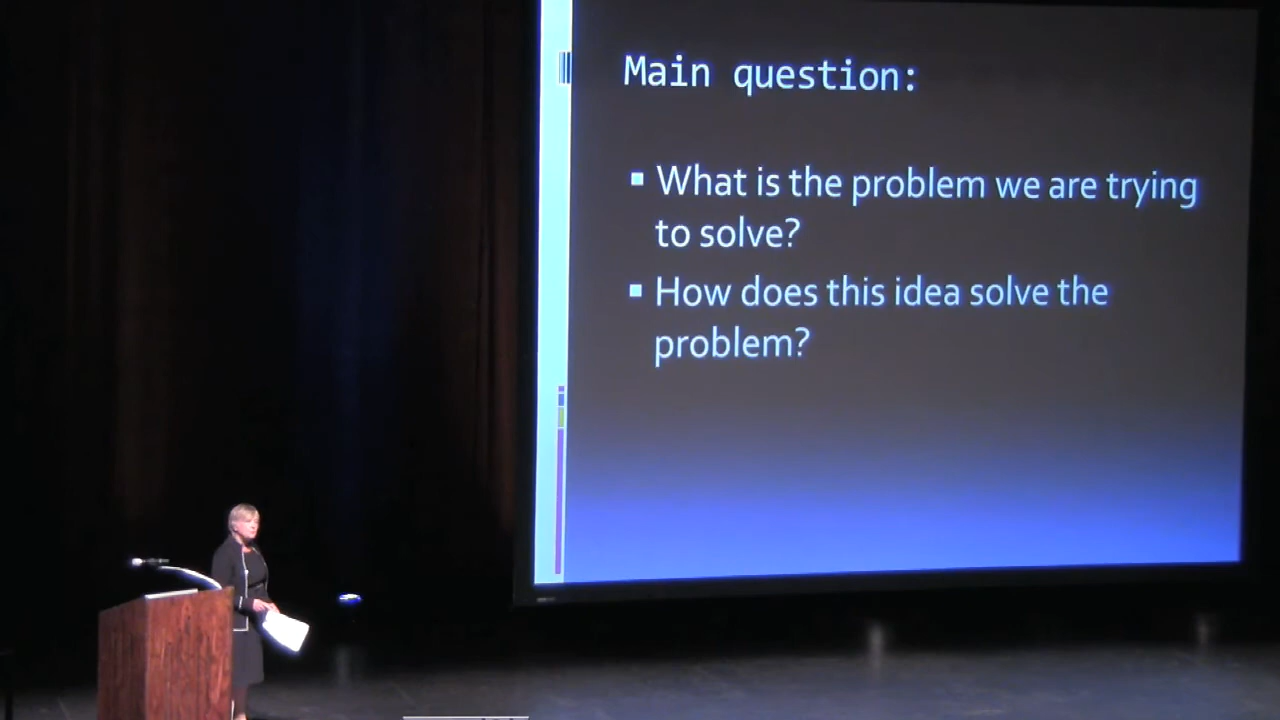 Main question:
What is the problem we are trying
to solve?
How does this idea solve the
problem?